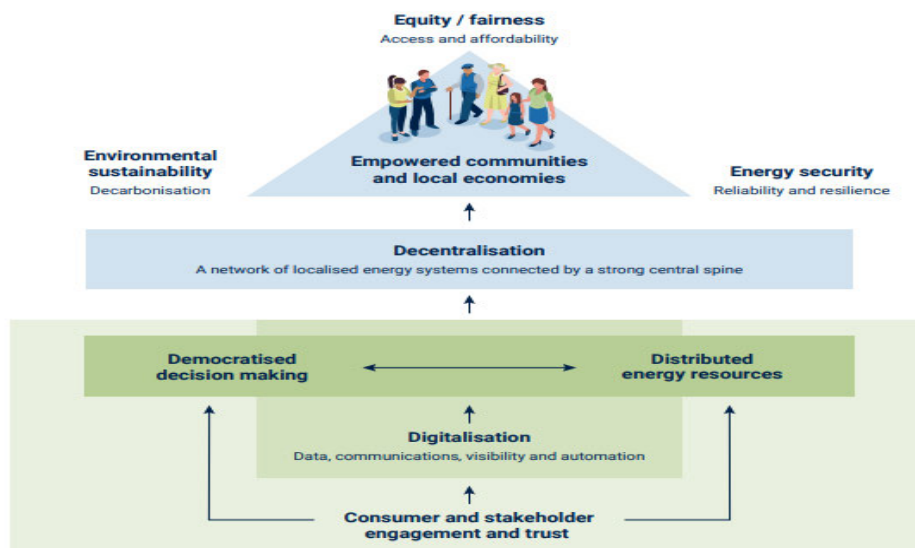 Equity / fairness
Access and affordability
Environmental
sustainability
Decarbonisation
Empowered communities
and local economies
Energy security
Reliability and resilience
Decentralisation
A network of localised energy systems connected by a strong central spine
Democratised
decision making
Distributed
energy resources
Digitalisation
Data, communications, visibility and automation
Consumer and stakeholder
engagement and trust